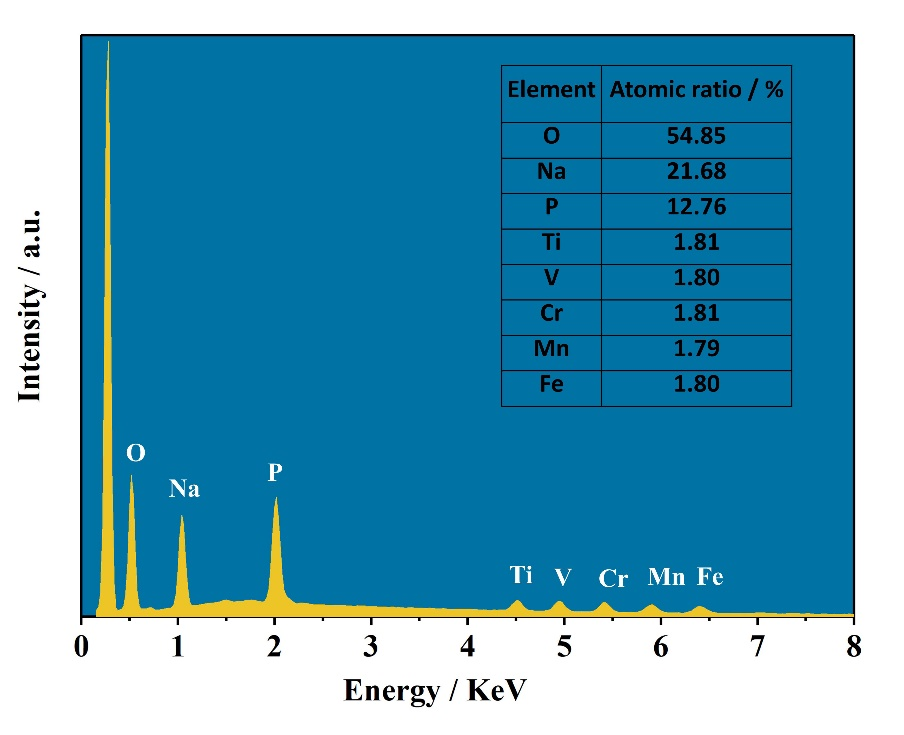 Element Atomic ratio / %
O 54.85
Na 21.68
P 12.76
Ti 1.81
V 1.80
Cr 1.81
Mn 1.79
Fe 1.80
Intensity / a.u.
O
Na
P
Ti V Cr Mn Fe
0 1 2 3 4 5 6 7 8
Energy / KeV